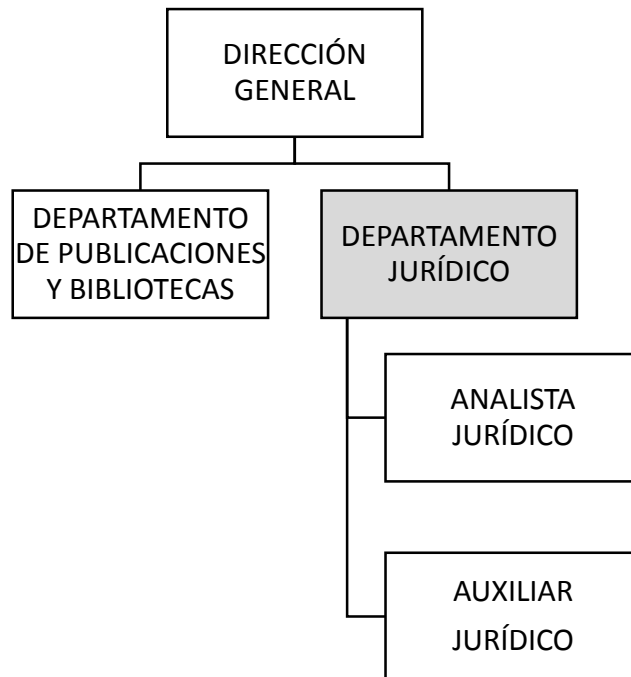 DIRECCIÓN
GENERAL
DEPARTAMENTO
DE PUBLICACIONES
Y BIBLIOTECAS
DEPARTAMENTO
JURÍDICO
ANALISTA
JURÍDICO
AUXILIAR
JURÍDICO